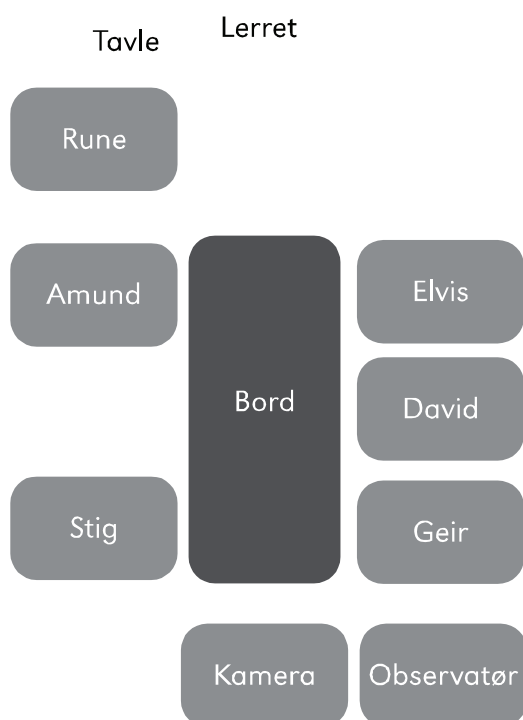 Tavle
Lerret
Rune
Amund
Elvis
Bord
David
Stig
Geir
Kamera
Observatør